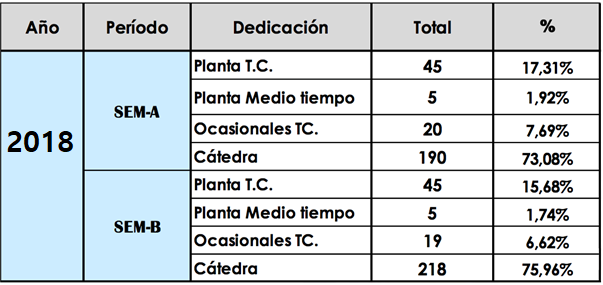 Año Período Dedicación Total %
2018 SEM-A Planta T.C. 45 17,31%
Planta Medio tiempo 5 1,92%
Ocasionales TC. 20 7,69%
Cátedra 190 73,08%
SEM-B Planta T.C. 45 15,68%
Planta Medio tiempo 5 1,74%
Ocasionales TC. 19 6,62%
Cátedra 218 75,96%